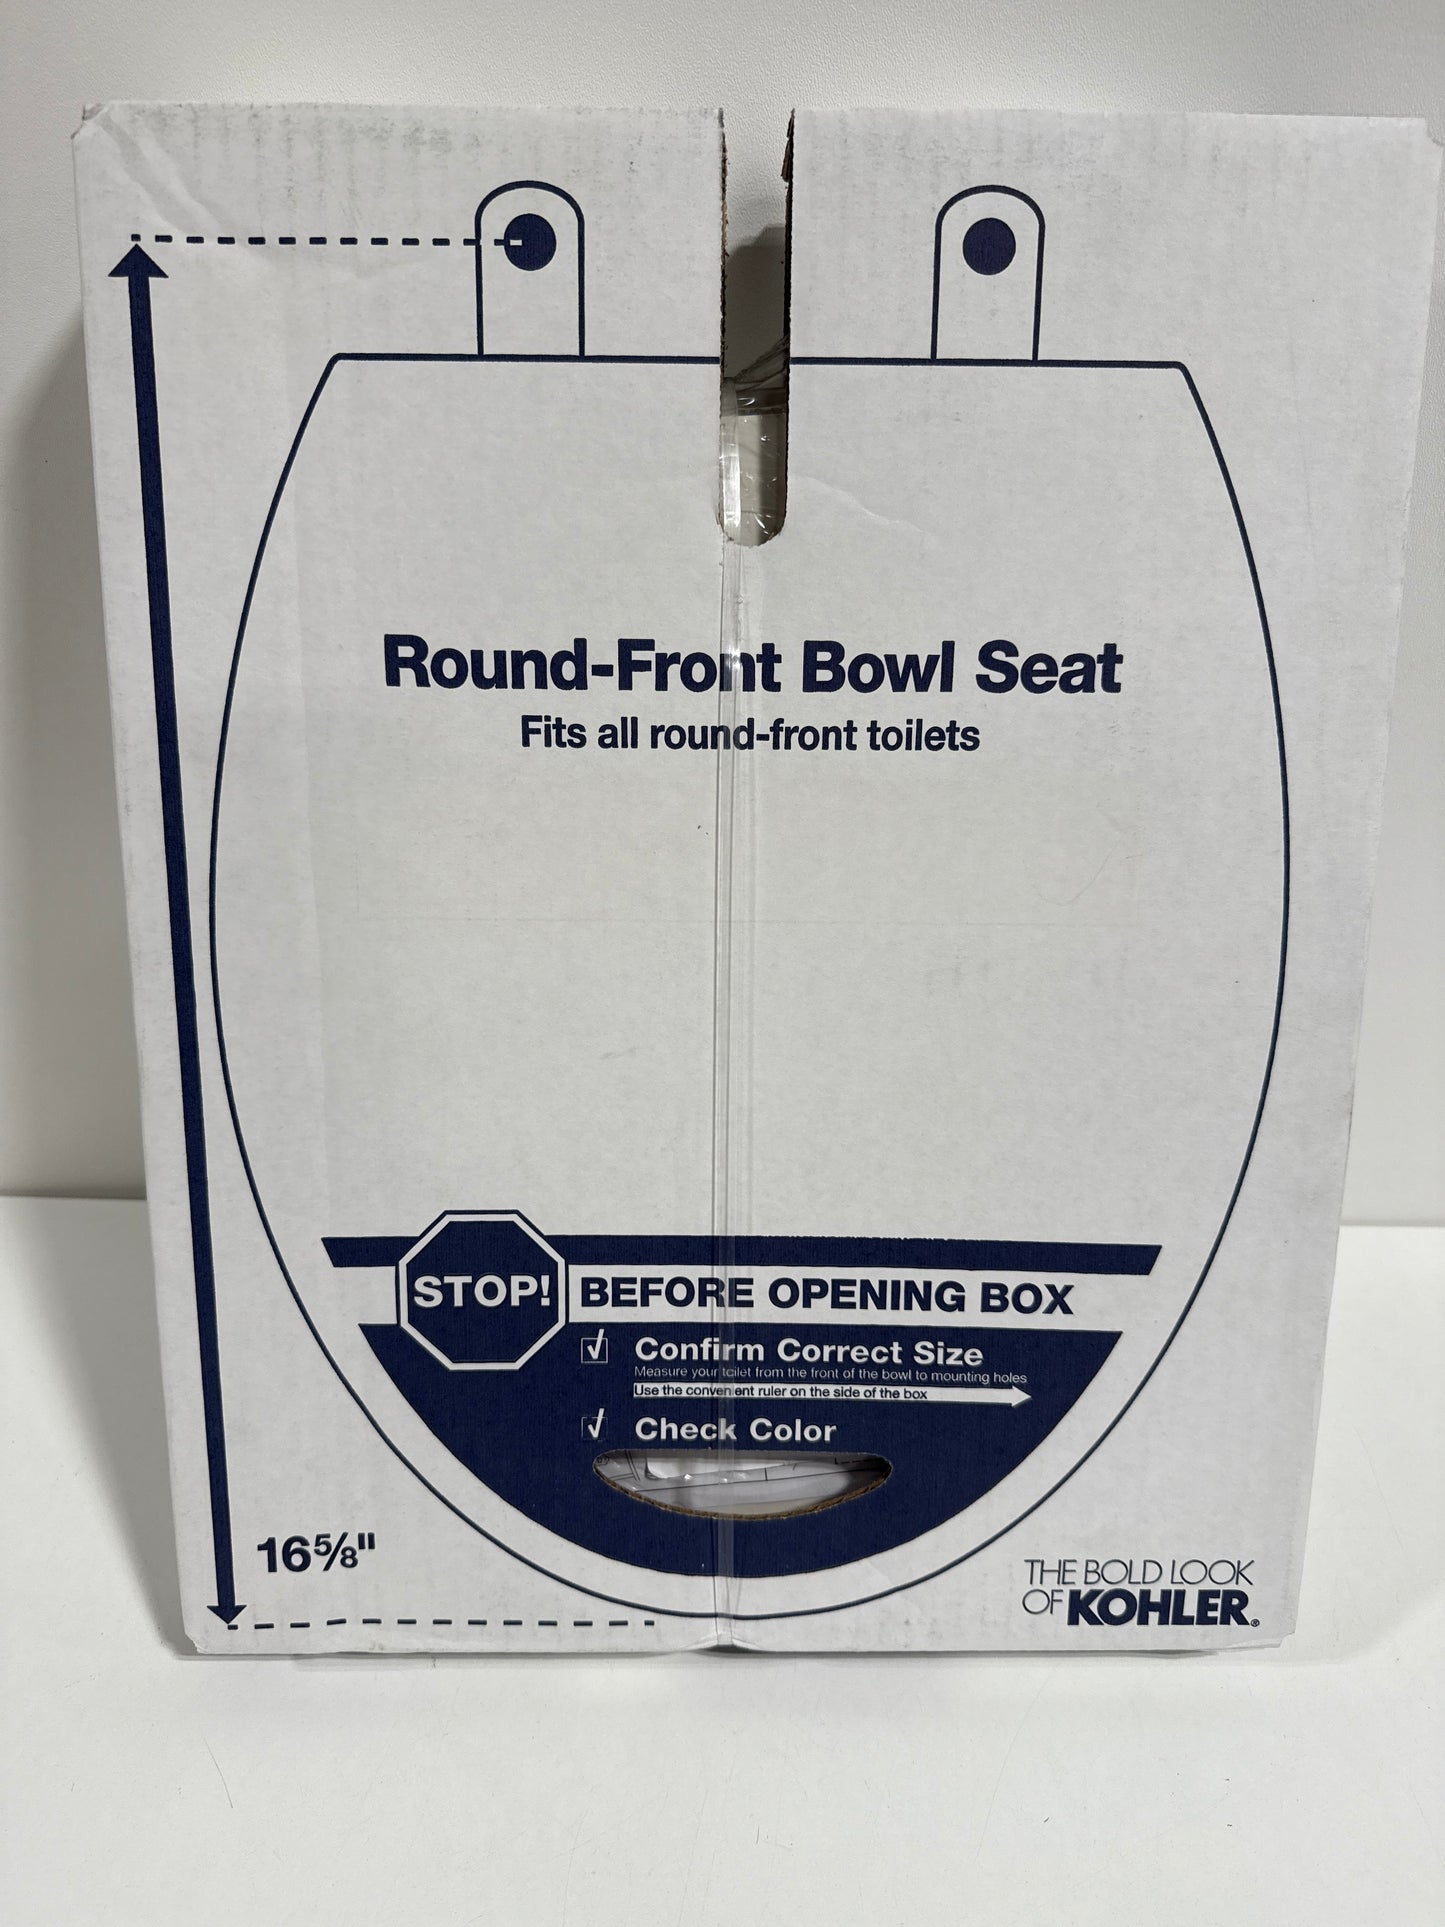 Round-Front Bowl Seat
Fits all round-front toilets
STOP!
BEFORE OPENING BOX
Confirm Correct Size
Measure your toilet from the front of the bowl to mounting holes
Use the convenient ruler on the side of the box
Check Color
16⅝"
THE BOLD LOOK
OF KOHLER®